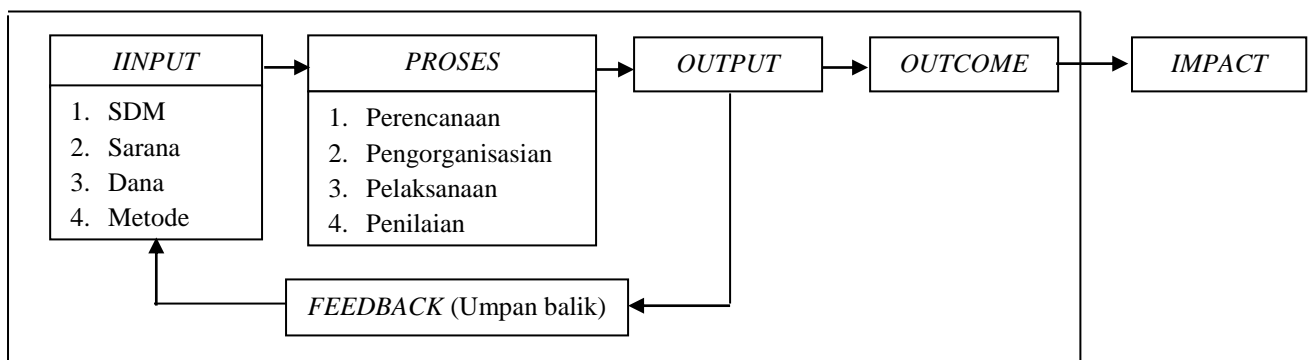 IINPUT
1. SDM
2. Sarana
3. Dana
4. Metode
PROSES
1. Perencanaan
2. Pengorganisasian
3. Pelaksanaan
4. Penilaian
OUTPUT
OUTCOME
IMPACT
FEEDBACK (Umpan balik)